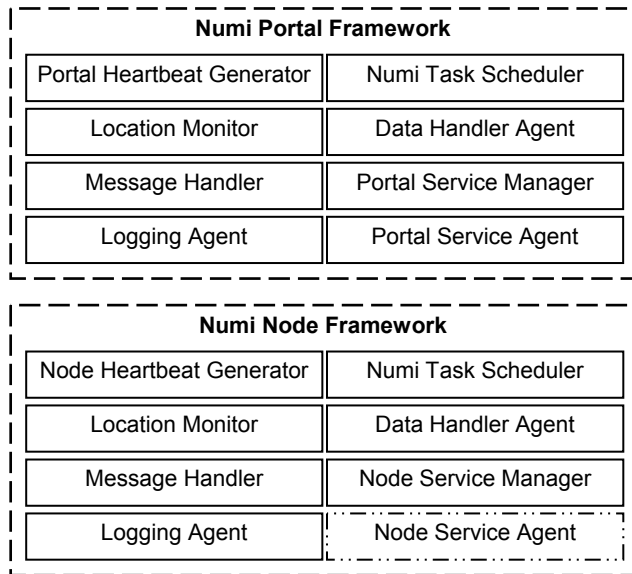 Numi Portal Framework
Portal Heartbeat Generator
Numi Task Scheduler
Location Monitor
Data Handler Agent
Message Handler
Portal Service Manager
Logging Agent
Portal Service Agent
Numi Node Framework
Node Heartbeat Generator
Numi Task Scheduler
Location Monitor
Data Handler Agent
Message Handler
Node Service Manager
Logging Agent
Node Service Agent